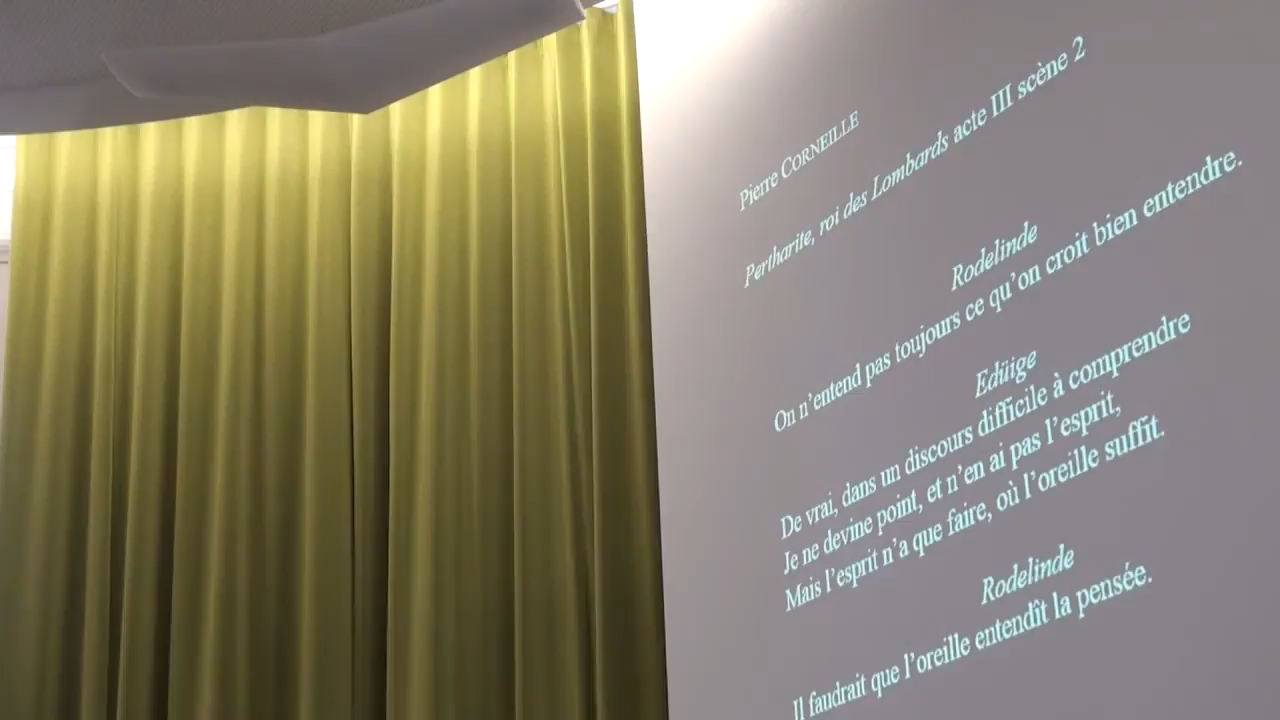 Pierre CORNEILLE
Pertharite, roi des Lombards acte III scène 2
Rodelinde
On n’entend pas toujours ce qu’on croit bien entendre.
Edüige
De vrai, dans un discours difficile à comprendre
Je ne devine point, et n’en ai pas l’esprit,
Mais l’esprit n’a que faire, où l’oreille suffit.
Rodelinde
Il faudrait que l’oreille entendît la pensée.